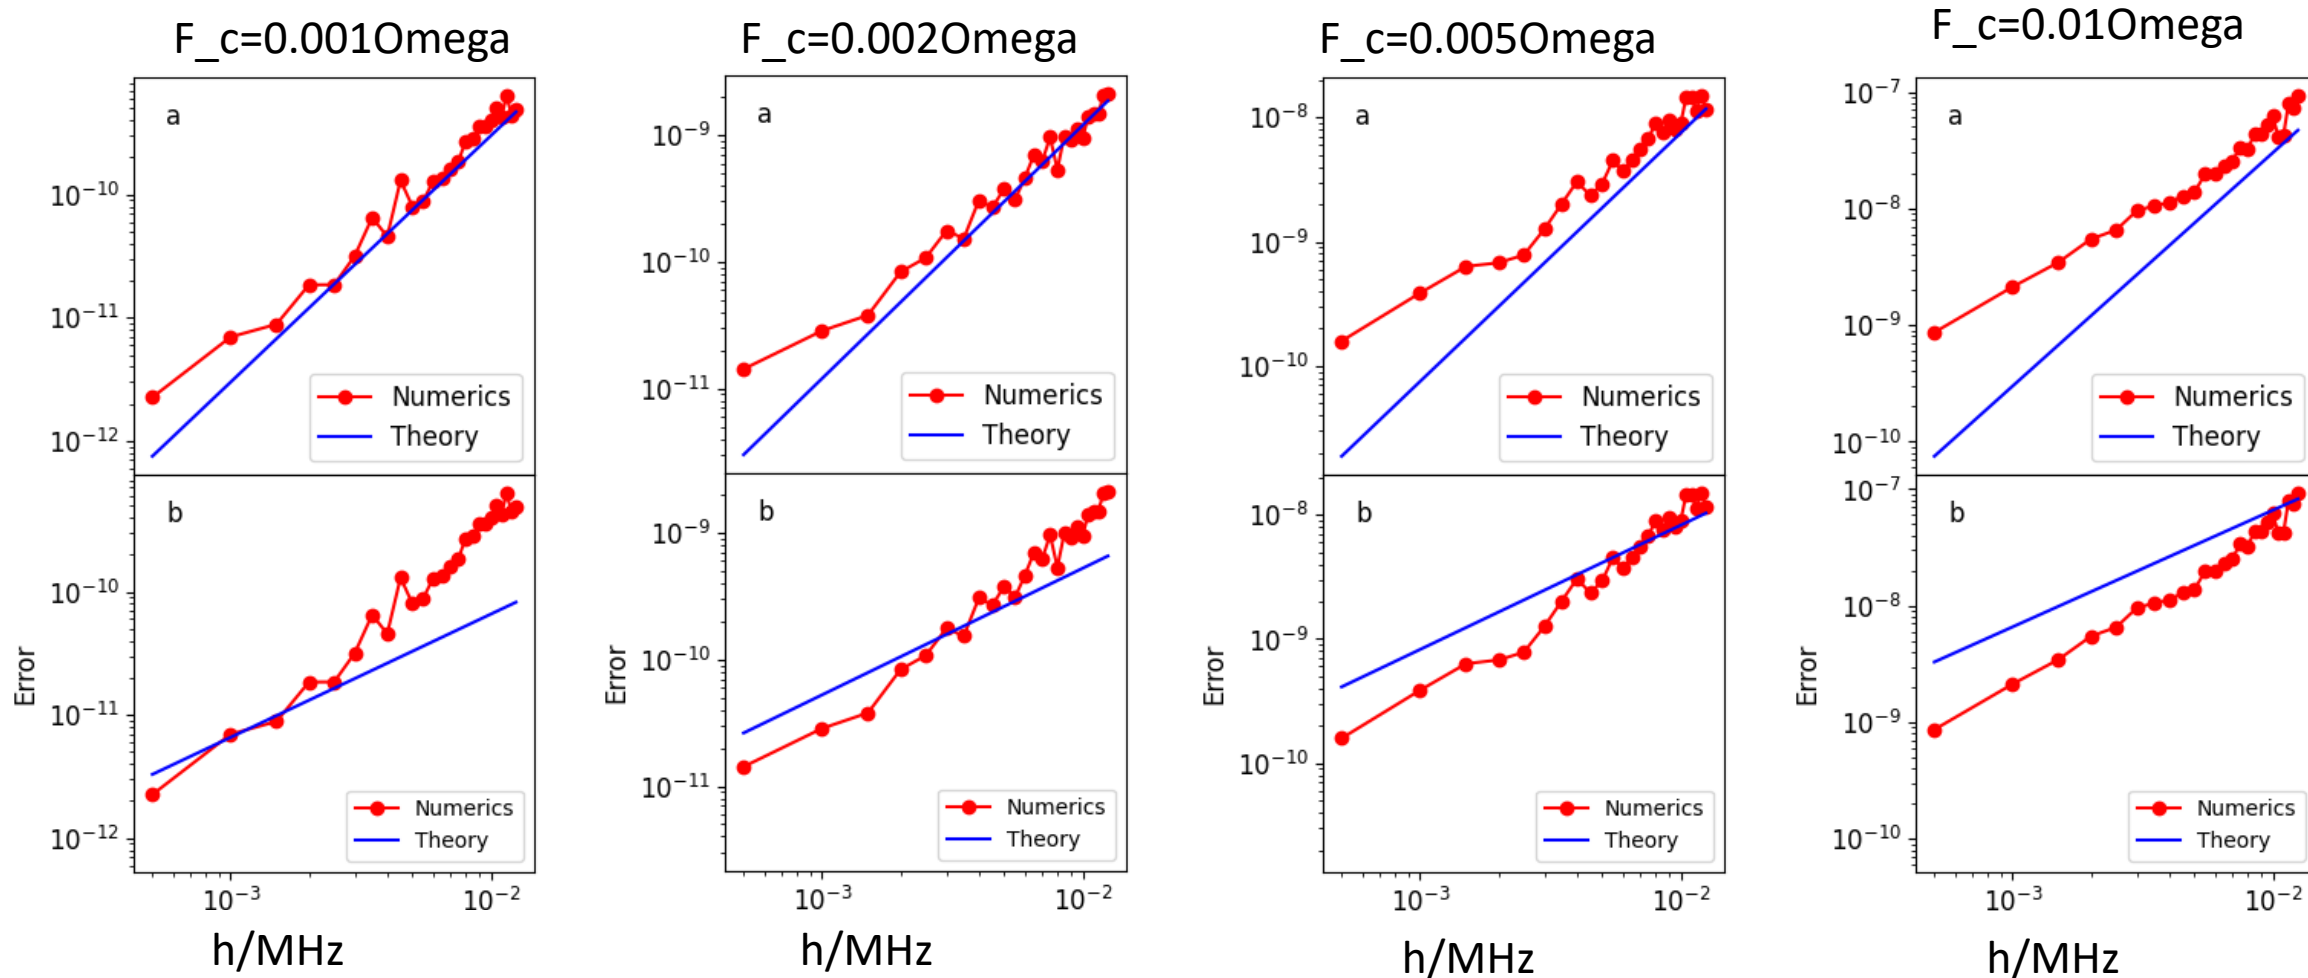 F_c=0.001Omega
a
10⁻¹⁰
10⁻¹¹
10⁻¹²
Numerics
Theory
b
10⁻¹⁰
10⁻¹¹
10⁻¹²
Error
Numerics
Theory
10⁻³
10⁻²
h/MHz
F_c=0.002Omega
a
10⁻⁹
10⁻¹⁰
10⁻¹¹
Numerics
Theory
b
10⁻⁹
10⁻¹⁰
10⁻¹¹
Error
Numerics
Theory
10⁻³
10⁻²
h/MHz
F_c=0.005Omega
a
10⁻⁸
10⁻⁹
10⁻¹⁰
Numerics
Theory
b
10⁻⁸
10⁻⁹
10⁻¹⁰
Error
Numerics
Theory
10⁻³
10⁻²
h/MHz
F_c=0.01Omega
a
10⁻⁷
10⁻⁸
10⁻⁹
10⁻¹⁰
Numerics
Theory
b
10⁻⁷
10⁻⁸
10⁻⁹
10⁻¹⁰
Error
Numerics
Theory
10⁻³
10⁻²
h/MHz